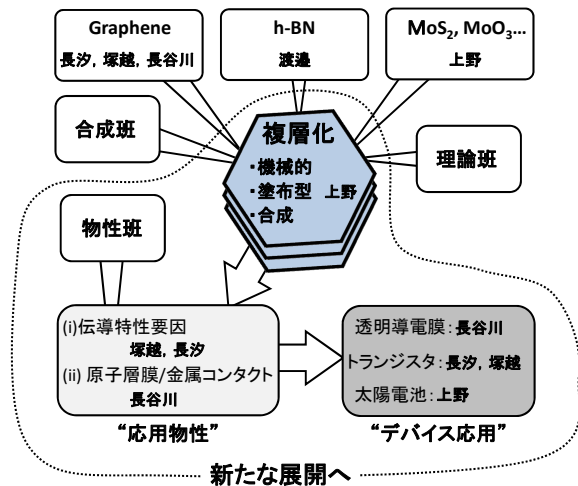 Graphene
長汐, 塚越, 長谷川
h-BN
渡邉
MoS₂, MoO₃…
上野
合成班
複層化
・機械的
・塗布型 上野
・合成
理論班
物性班
(i)伝導特性要因
塚越, 長汐
(ii) 原子層膜/金属コンタクト
長谷川
“応用物性”
透明導電膜：長谷川
トランジスタ：長汐, 塚越
太陽電池：上野
“デバイス応用”
新たな展開へ